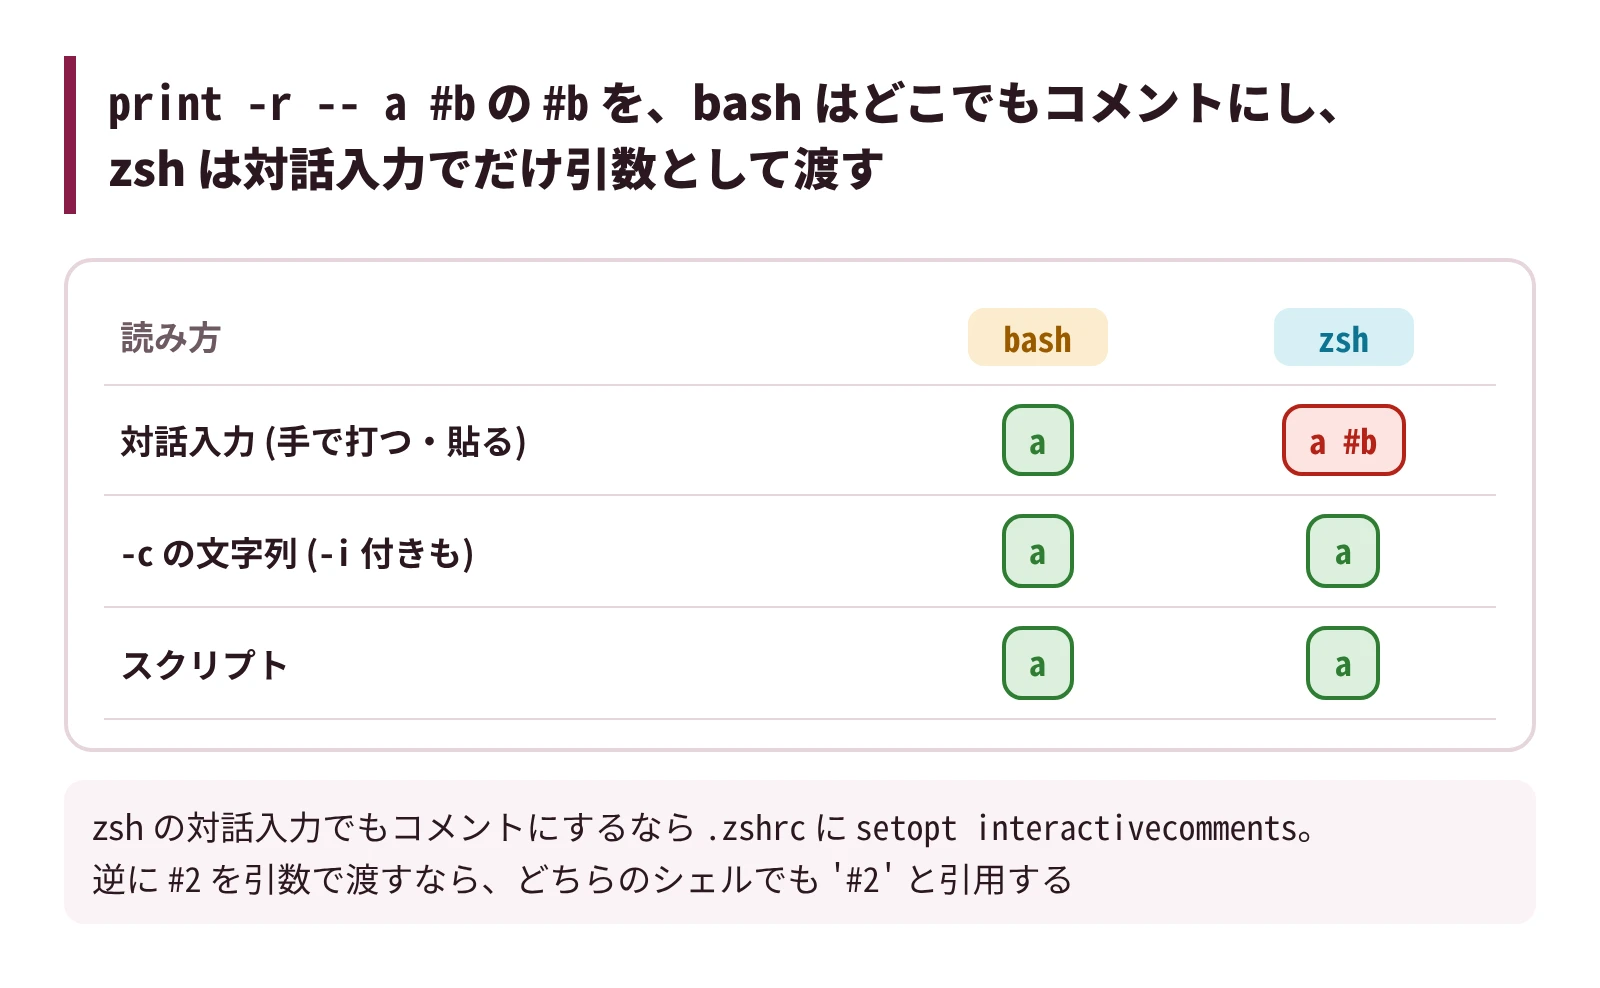 print -r -- a #b の #b を、bash はどこでもコメントにし、
zsh は対話入力でだけ引数として渡す
読み方 bash zsh
対話入力 (手で打つ・貼る) a a #b
-c の文字列 (-i 付きも) a a
スクリプト a a
zsh の対話入力でもコメントにするなら .zshrc に setopt interactivecomments。
逆に #2 を引数で渡すなら、どちらのシェルでも '#2' と引用する